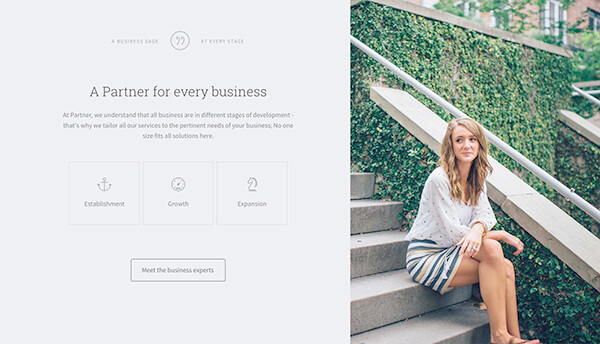 A BUSINESS SAGE AT EVERY STAGE
A Partner for every business
At Partner, we understand that all business are in different stages of development -
that's why we tailor all our services to the pertinent needs of your business; No one
size fits all solutions here.
Establishment Growth Expansion
Meet the business experts